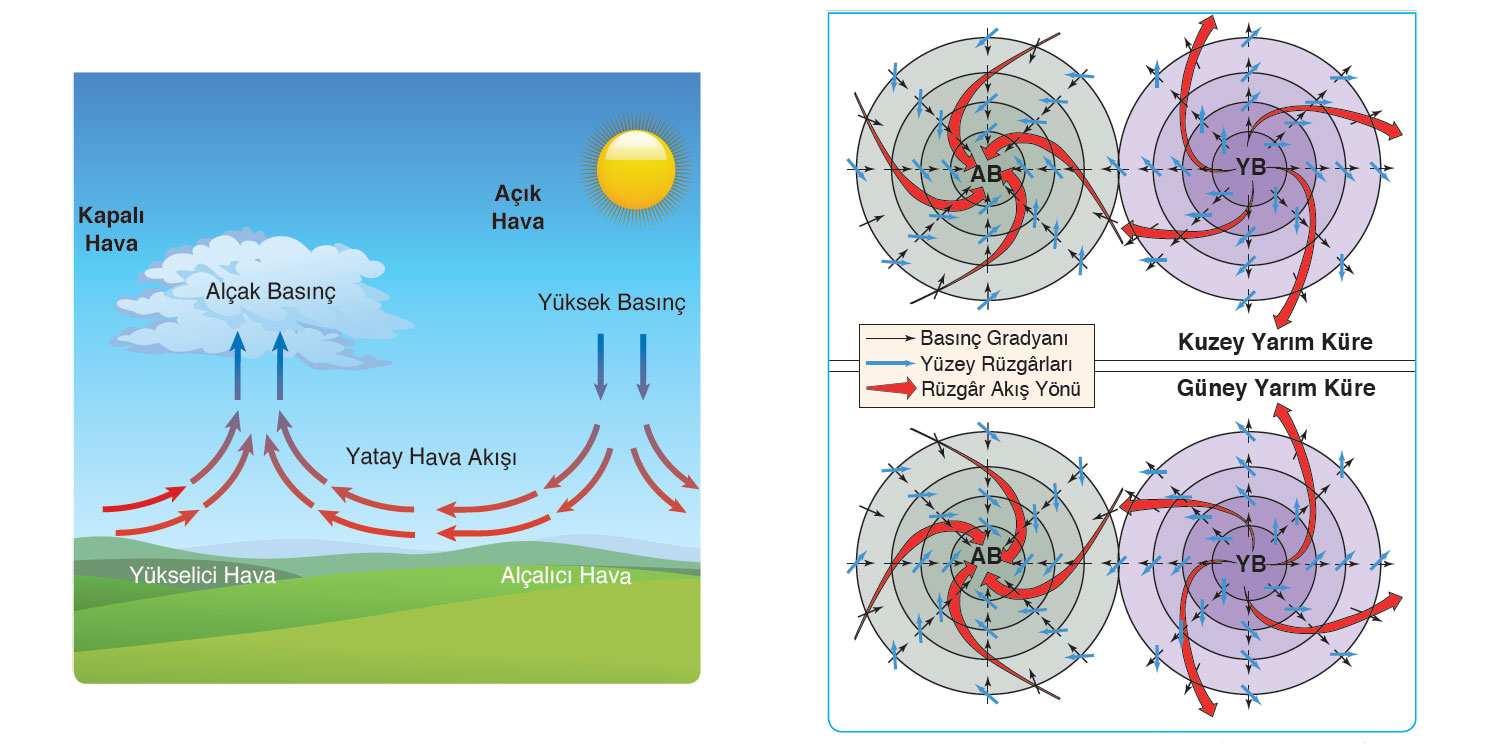 Kapalı
Hava
Açık
Hava
Alçak Basınç
Yüksek Basınç
Yatay Hava Akışı
Yükselici Hava
Alçalıcı Hava
AB
YB
Kuzey Yarım Küre
Basınç Gradyanı
Yüzey Rüzgârları
Rüzgâr Akış Yönü
Güney Yarım Küre
AB
YB